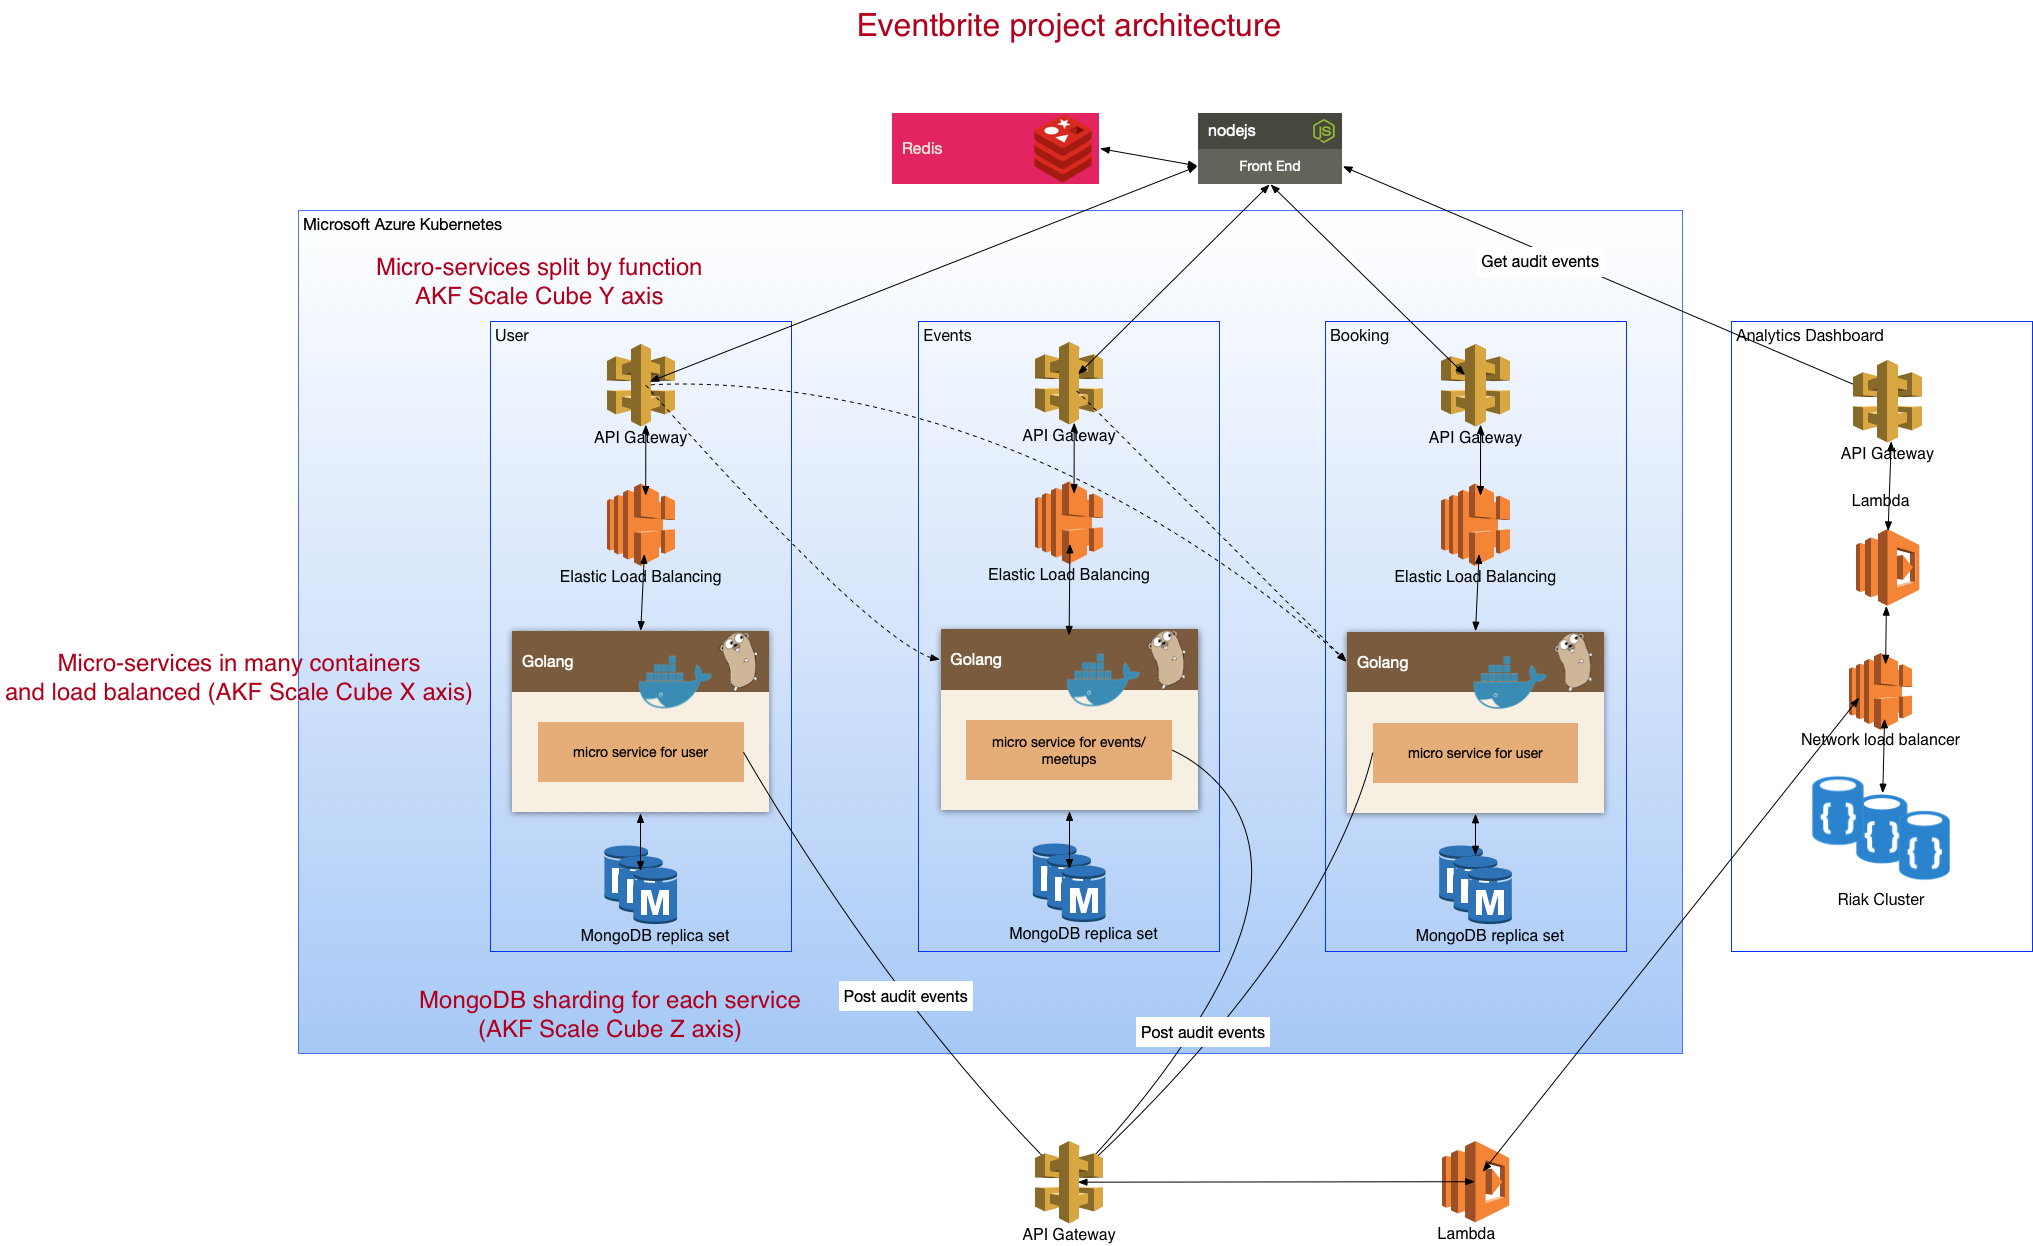 Eventbrite project architecture
Redis
nodejs
JS
Front End
Microsoft Azure Kubernetes
Micro-services split by function
AKF Scale Cube Y axis
Get audit events
User
Events
Booking
Analytics Dashboard
API Gateway
API Gateway
API Gateway
API Gateway
Lambda
Elastic Load Balancing
Elastic Load Balancing
Elastic Load Balancing
Micro-services in many containers
and load balanced (AKF Scale Cube X axis)
Golang
Golang
Golang
micro service for user
micro service for events/
meetups
micro service for user
Network load balancer
{ }
{ }
{ }
Riak Cluster
M
M
M
MongoDB replica set
MongoDB replica set
MongoDB replica set
MongoDB sharding for each service
(AKF Scale Cube Z axis)
Post audit events
Post audit events
API Gateway
Lambda